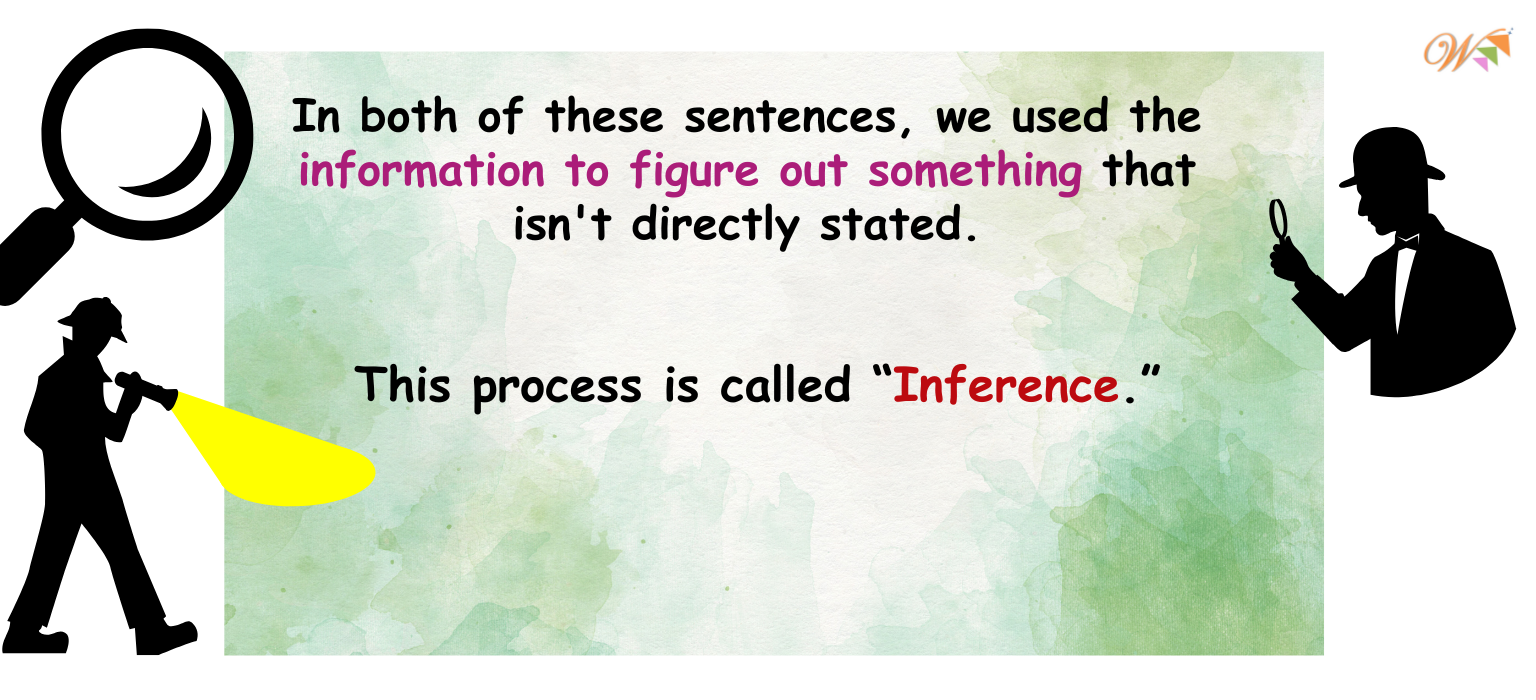 In both of these sentences, we used the
information to figure out something that
isn't directly stated.
This process is called “Inference.”
W